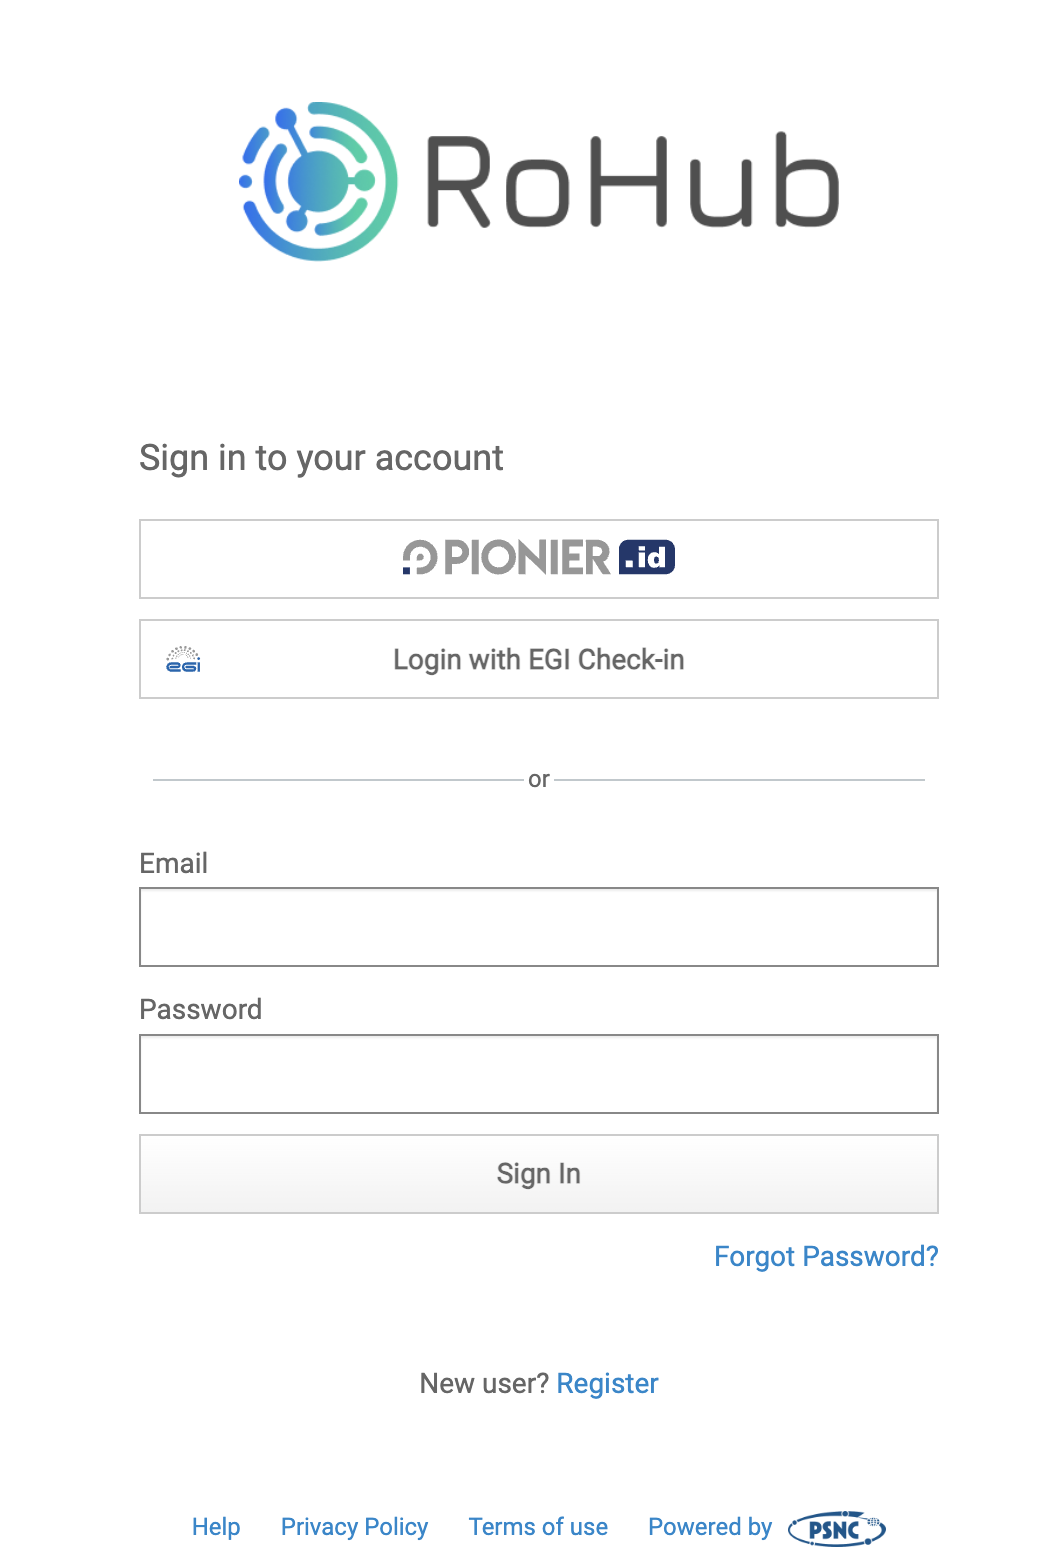 RoHub
Sign in to your account
PIONIER .id
egi Login with EGI Check-in
or
Email
Password
Sign In
Forgot Password?
New user? Register
Help Privacy Policy Terms of use Powered by PSNC